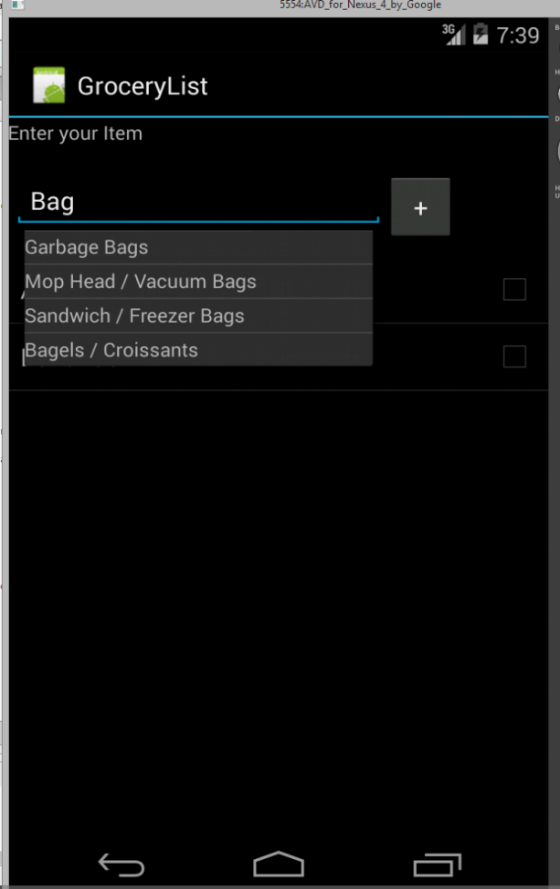 5554:AVD_for_Nexus_4_by_Google
3G 7:39
GroceryList
Enter your Item
Bag
+
Garbage Bags
Mop Head / Vacuum Bags
Sandwich / Freezer Bags
Bagels / Croissants